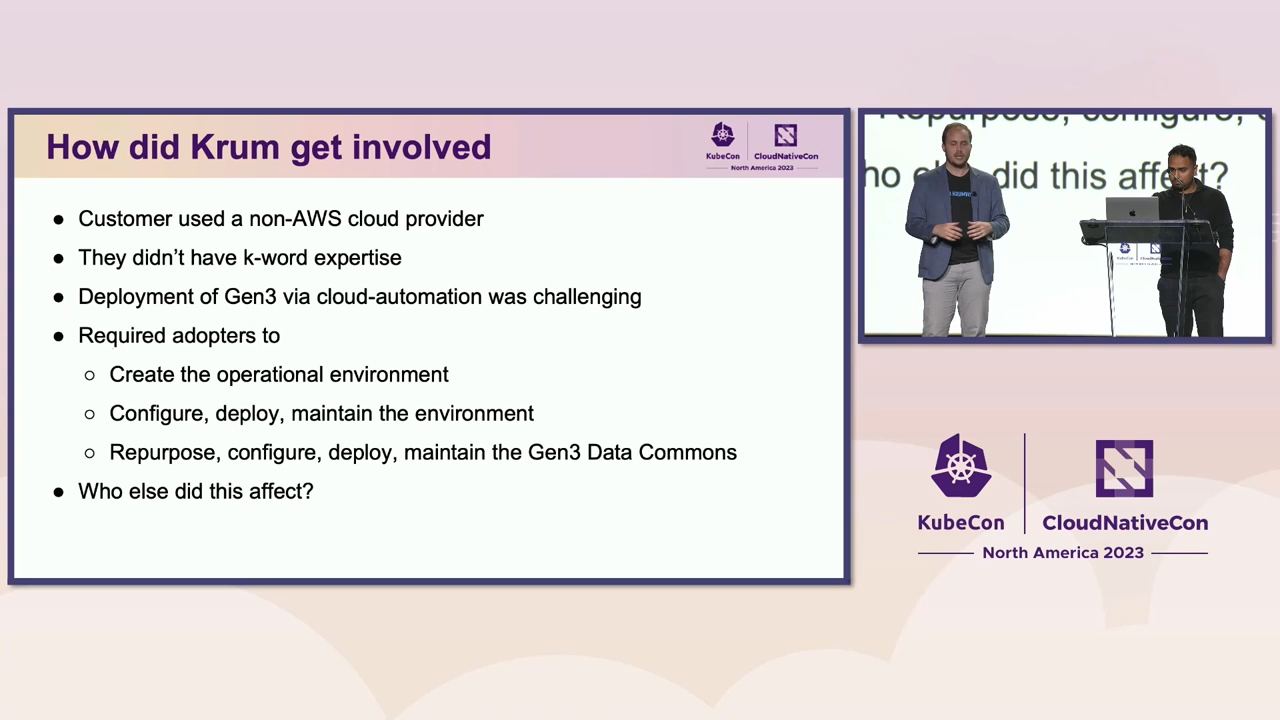 How did Krum get involved
KubeCon
CloudNativeCon
North America 2023
● Customer used a non-AWS cloud provider
● They didn’t have k-word expertise
● Deployment of Gen3 via cloud-automation was challenging
● Required adopters to
○ Create the operational environment
○ Configure, deploy, maintain the environment
○ Repurpose, configure, deploy, maintain the Gen3 Data Commons
● Who else did this affect?
Repurpose, configure,
did this affect?
KubeCon
CloudNativeCon
North America 2023